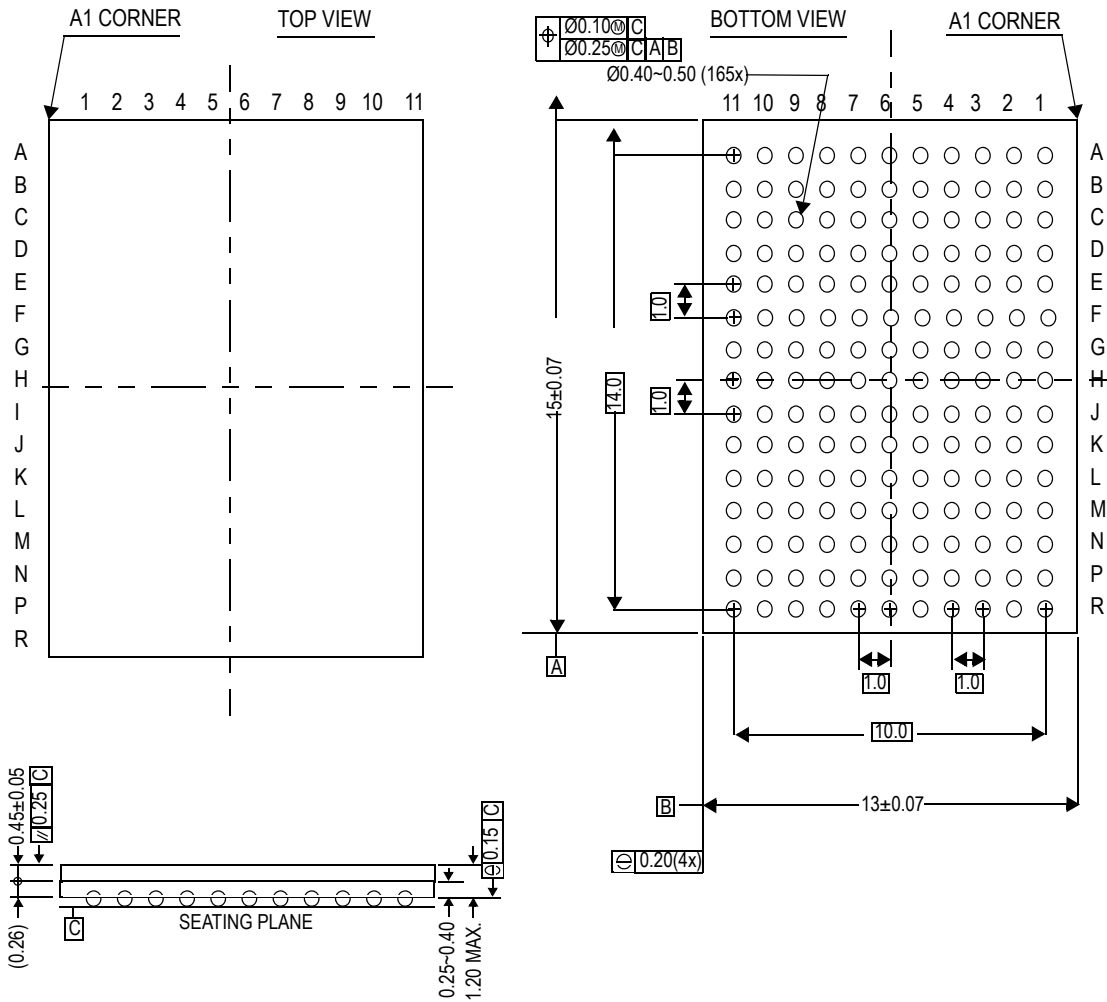 A1 CORNER
TOP VIEW
BOTTOM VIEW
A1 CORNER
Ø0.10Ⓜ C
Ø0.25Ⓜ C A B
Ø0.40~0.50 (165x)
1 2 3 4 5 6 7 8 9 10 11
A
B
C
D
E
F
G
H
I
J
K
L
M
N
P
R
11 10 9 8 7 6 5 4 3 2 1
A
B
C
D
E
F
G
H
J
K
L
M
N
P
R
1.0
1.0
15±0.07
14.0
A
1.0
1.0
10.0
B
13±0.07
0.20(4x)
0.45±0.05
0.25 C
(0.26)
0.15 C
C
SEATING PLANE
0.25~0.40
1.20 MAX.